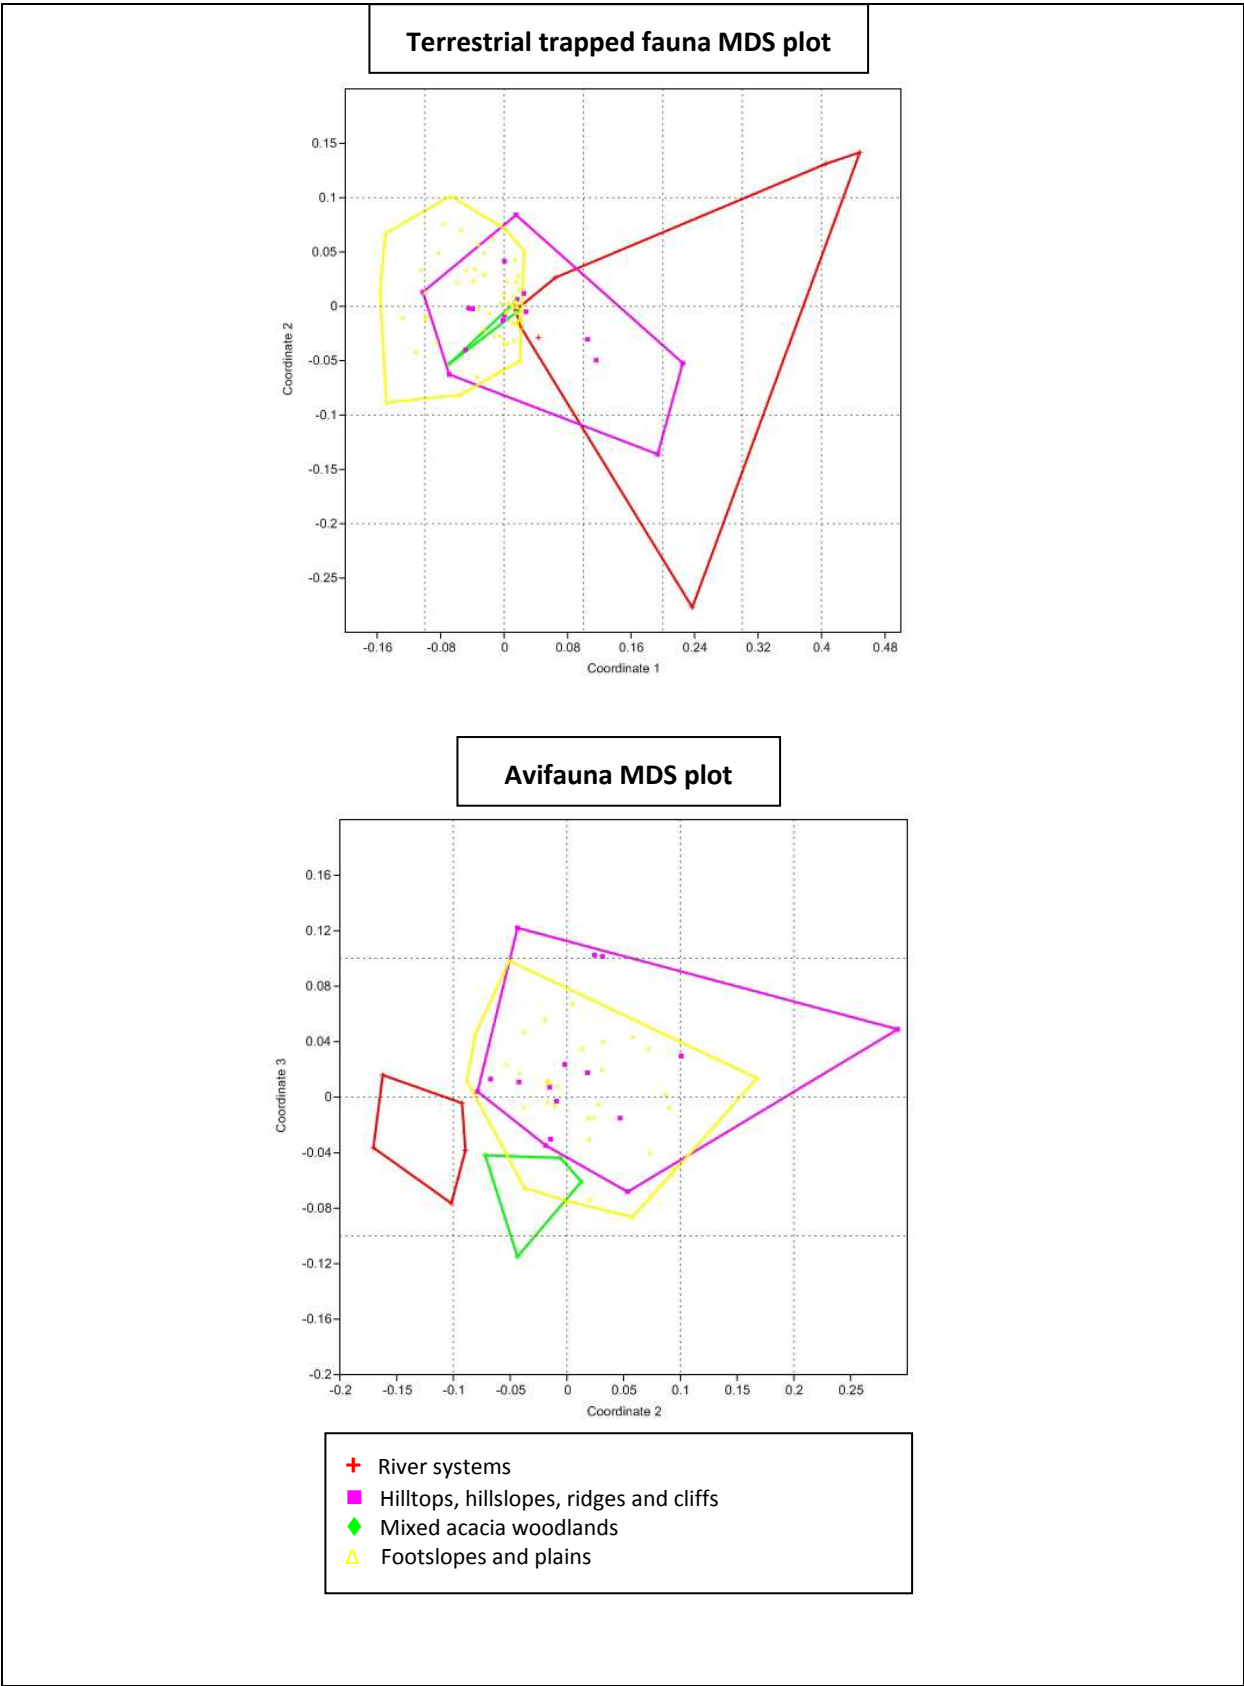 Terrestrial trapped fauna MDS plot
0.15
0.1
0.05
0
-0.05
-0.1
-0.15
-0.2
-0.25
Coordinate 2
-0.16 -0.08 0 0.08 0.16 0.24 0.32 0.4 0.48
Coordinate 1
Avifauna MDS plot
0.16
0.12
0.08
0.04
0
-0.04
-0.08
-0.12
-0.16
-0.2
Coordinate 3
-0.2 -0.15 -0.1 -0.05 0 0.05 0.1 0.15 0.2 0.25
Coordinate 2
River systems
Hilltops, hillslopes, ridges and cliffs
Mixed acacia woodlands
Footslopes and plains